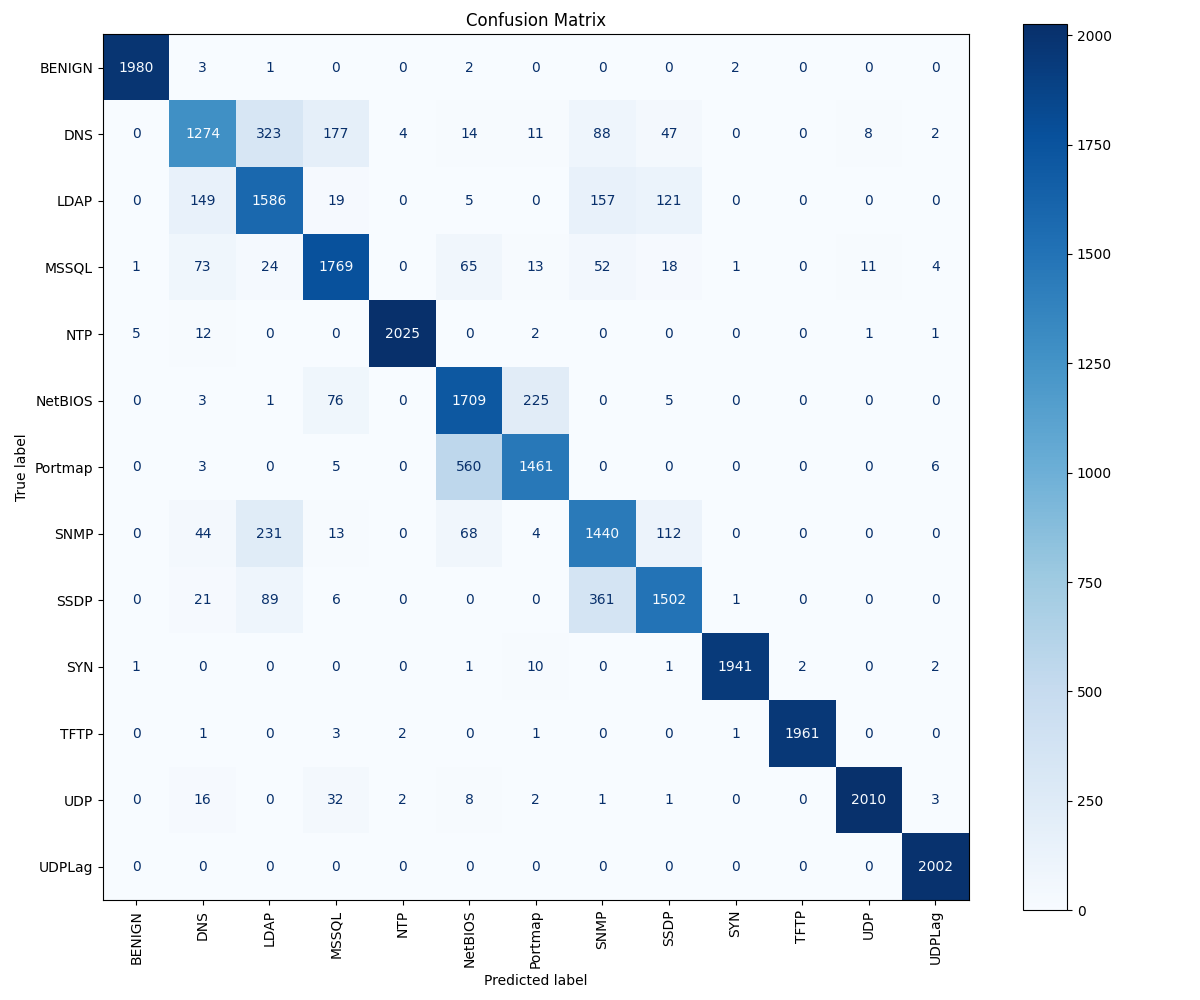 Confusion Matrix
BENIGN 1980 3 1 0 0 2 0 0 0 2 0 0 0
DNS 0 1274 323 177 4 14 11 88 47 0 0 8 2
LDAP 0 149 1586 19 0 5 0 157 121 0 0 0 0
MSSQL 1 73 24 1769 0 65 13 52 18 1 0 11 4
NTP 5 12 0 0 2025 0 2 0 0 0 0 1 1
NetBIOS 0 3 1 76 0 1709 225 0 5 0 0 0 0
Portmap 0 3 0 5 0 560 1461 0 0 0 0 0 6
SNMP 0 44 231 13 0 68 4 1440 112 0 0 0 0
SSDP 0 21 89 6 0 0 0 361 1502 1 0 0 0
SYN 1 0 0 0 0 1 10 0 1 1941 2 0 2
TFTP 0 1 0 3 2 0 1 0 0 1 1961 0 0
UDP 0 16 0 32 2 8 2 1 1 0 0 2010 3
UDPLag 0 0 0 0 0 0 0 0 0 0 0 0 2002
BENIGN DNS LDAP MSSQL NTP NetBIOS Portmap SNMP SSDP SYN TFTP UDP UDPLag
Predicted label
True label
2000
1750
1500
1250
1000
750
500
250
0